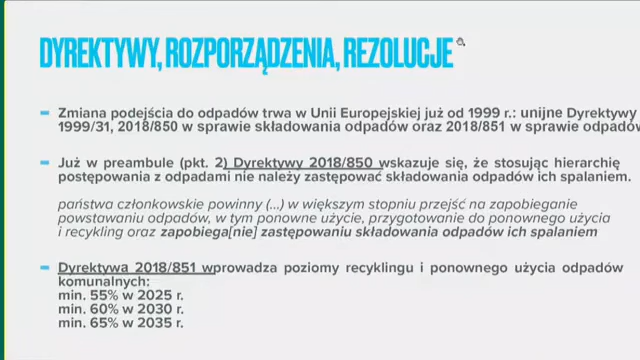 DYREKTYWY, ROZPORZĄDZENIA, REZOLUCJE
Zmiana podejścia do odpadów trwa w Unii Europejskiej już od 1999 r.: unijne Dyrektywy
1999/31, 2018/850 w sprawie składowania odpadów oraz 2018/851 w sprawie
Już w preambule (pkt. 2) Dyrektywy 2018/850 wskazuje się, że stosując hierarchię
postępowania z odpadami nie należy zastępować składowania odpadów ich spalaniem.
państwa członkowskie powinny (...) w większym stopniu przejść na zapobieganie
powstawaniu odpadów, w tym ponowne użycie, przygotowanie do ponownego użycia
i recykling oraz zapobiega[nie] zastępowaniu składowania odpadów ich spalaniem
Dyrektywa 2018/851 wprowadza poziomy recyklingu i ponownego użycia odpadów
komunalnych:
min. 55% w 2025 r.
min. 60% w 2030 r.
min. 65% w 2035 r.